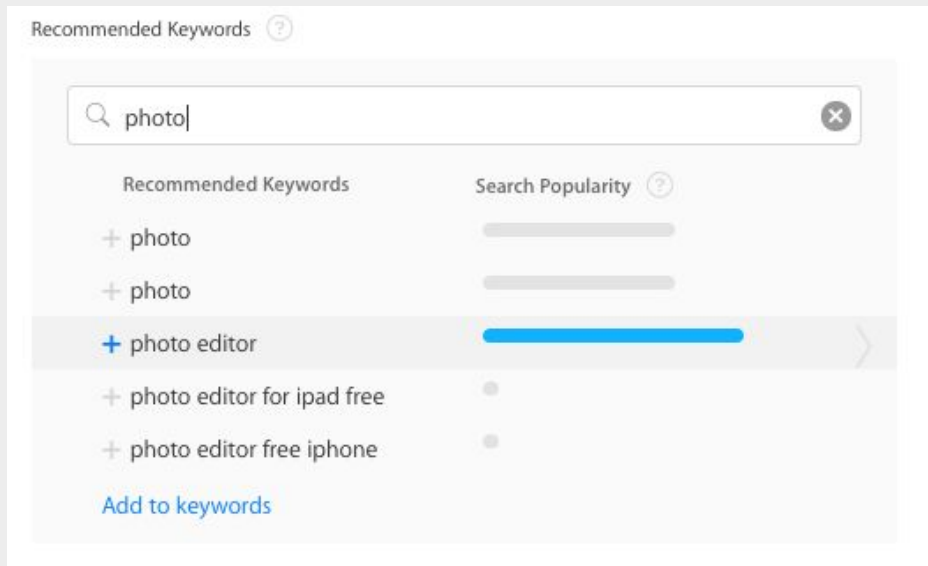 Recommended Keywords ?
photo
Recommended Keywords Search Popularity ?
+ photo
+ photo
+ photo editor
+ photo editor for ipad free
+ photo editor free iphone
Add to keywords